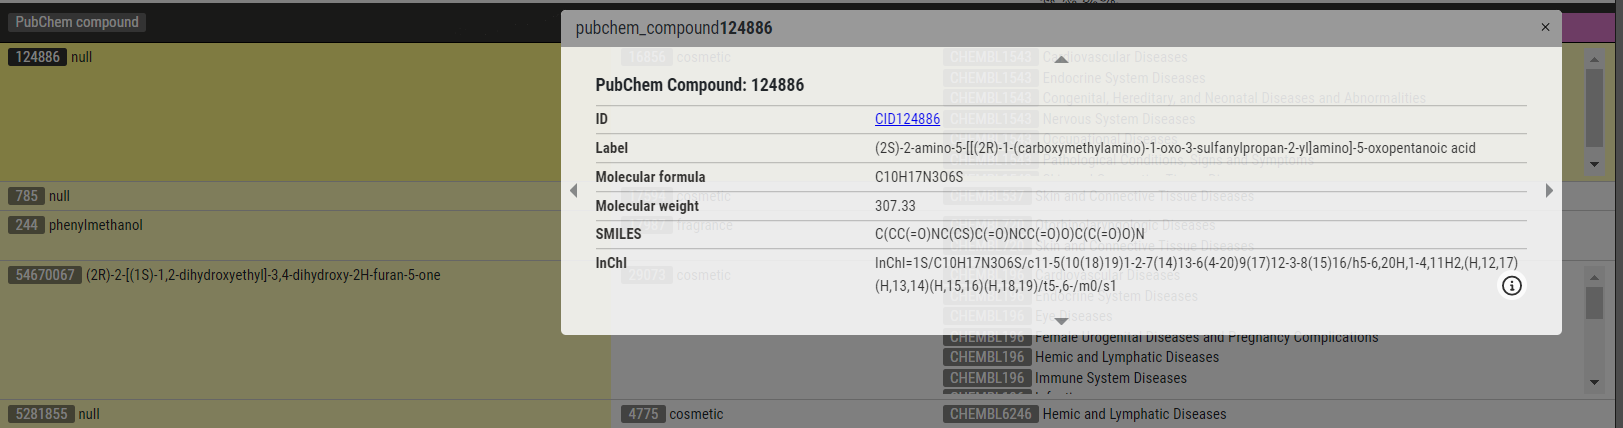 PubChem compound
pubchem_compound124886 ×
124886 null
16856 cosmetic
CHEMBL1543 Cardiovascular Diseases
CHEMBL1543 Endocrine System Diseases
CHEMBL1543 Congenital, Hereditary, and Neonatal Diseases and Abnormalities
CHEMBL1543 Nervous System Diseases
PubChem Compound: 124886
ID CID124886
Label (2S)-2-amino-5-[[(2R)-1-(carboxymethylamino)-1-oxo-3-sulfanylpropan-2-yl]amino]-5-oxopentanoic acid
Molecular formula C10H17N3O6S
Molecular weight 307.33
SMILES C(CC(=O)NC(CS)C(=O)NCC(=O)O)C(C(=O)O)N
InChI InChI=1S/C10H17N3O6S/c11-5(10(18)19)1-2-7(14)13-6(4-20)9(17)12-3-8(15)16/h5-6,20H,1-4,11H2,(H,12,17)
(H,13,14)(H,15,16)(H,18,19)/t5-,6-/m0/s1
785 null
cosmetic
Skin and Connective Tissue Diseases
244 phenylmethanol
fragrance
Skin and Connective Tissue Diseases
54670067 (2R)-2-[(1S)-1,2-dihydroxyethyl]-3,4-dihydroxy-2H-furan-5-one
29073 cosmetic
CHEMBL196 Endocrine System Diseases
CHEMBL196 Eye Diseases
CHEMBL196 Female Urogenital Diseases and Pregnancy Complications
CHEMBL196 Hemic and Lymphatic Diseases
CHEMBL196 Immune System Diseases
5281855 null
4775 cosmetic
CHEMBL6246 Hemic and Lymphatic Diseases